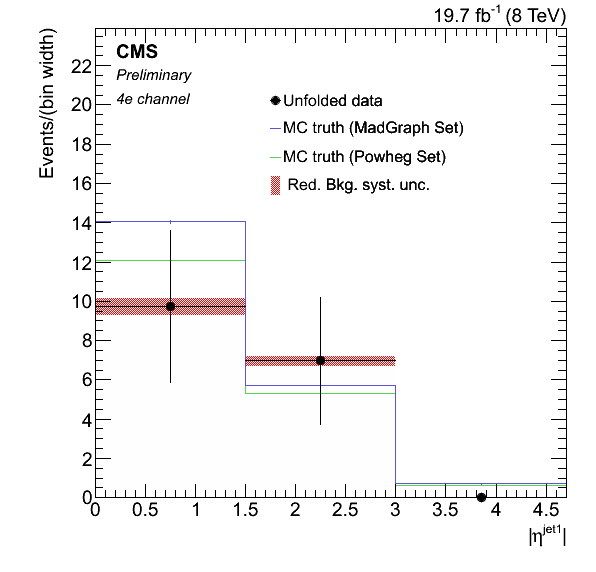 19.7 fb⁻¹ (8 TeV)
Events/(bin width)
CMS
Preliminary
4e channel
Unfolded data
MC truth (MadGraph Set)
MC truth (Powheg Set)
Red. Bkg. syst. unc.
22
20
18
16
14
12
10
8
6
4
2
0
0 0.5 1 1.5 2 2.5 3 3.5 4 4.5
|η^jet1|